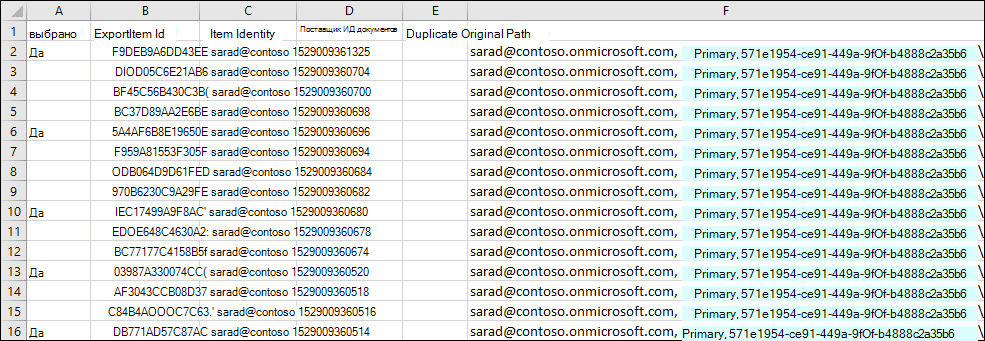 A B C D E F
1 выбрано ExportItem Id Item Identity Поставщик ИД документов Duplicate Original Path
2 Да F9DEB9A6DD43EE sarad@contoso 1529009361325 sarad@contoso.onmicrosoft.com, Primary, 571e1954-ce91-449a-9fOf-b4888c2a35b6 \
3 DIOD05C6E21AB6 sarad@contoso 1529009360704 sarad@contoso.onmicrosoft.com, Primary, 571e1954-ce91-449a-9fOf-b4888c2a35b6 \
4 BF45C56B430C3B( sarad@contoso 1529009360700 sarad@contoso.onmicrosoft.com, Primary, 571e1954-ce91-449a-9fOf-b4888c2a35b6 \
5 BC37D89AA2E6BE sarad@contoso 1529009360698 sarad@contoso.onmicrosoft.com, Primary, 571e1954-ce91-449a-9fOf-b4888c2a35b6 \
6 Да 5A4AF6B8E19650E sarad@contoso 1529009360696 sarad@contoso.onmicrosoft.com, Primary, 571e1954-ce91-449a-9fOf-b4888c2a35b6 \
7 F959A81553F305F sarad@contoso 1529009360694 sarad@contoso.onmicrosoft.com, Primary, 571e1954-ce91-449a-9fOf-b4888c2a35b6 \
8 ODB064D9D61FED sarad@contoso 1529009360684 sarad@contoso.onmicrosoft.com, Primary, 571e1954-ce91-449a-9fOf-b4888c2a35b6 \
9 970B6230C9A29FE sarad@contoso 1529009360682 sarad@contoso.onmicrosoft.com, Primary, 571e1954-ce91-449a-9fOf-b4888c2a35b6 \
10 Да IEC17499A9F8AC' sarad@contoso 1529009360680 sarad@contoso.onmicrosoft.com, Primary, 571e1954-ce91-449a-9fOf-b4888c2a35b6 \
11 EDOE648C4630A2: sarad@contoso 1529009360678 sarad@contoso.onmicrosoft.com, Primary, 571e1954-ce91-449a-9fOf-b4888c2a35b6 \
12 BC77177C4158B5f sarad@contoso 1529009360674 sarad@contoso.onmicrosoft.com, Primary, 571e1954-ce91-449a-9fOf-b4888c2a35b6 \
13 Да 03987A330074CC( sarad@contoso 1529009360520 sarad@contoso.onmicrosoft.com, Primary, 571e1954-ce91-449a-9fOf-b4888c2a35b6 \
14 AF3043CCB08D37 sarad@contoso 1529009360518 sarad@contoso.onmicrosoft.com, Primary, 571e1954-ce91-449a-9fOf-b4888c2a35b6 \
15 C84B4AOOOC7C63.' sarad@contoso 1529009360516 sarad@contoso.onmicrosoft.com, Primary, 571e1954-ce91-449a-9fOf-b4888c2a35b6 \
16 Да DB771AD57C87AC sarad@contoso 1529009360514 sarad@contoso.onmicrosoft.com, Primary, 571e1954-ce91-449a-9fOf-b4888c2a35b6 \